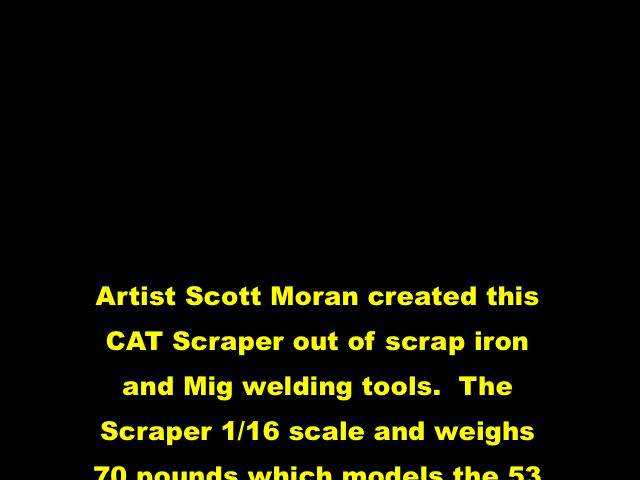 Artist Scott Moran created this
CAT Scraper out of scrap iron
and Mig welding tools.  The
Scraper 1/16 scale and weighs
70 pounds which models the 53